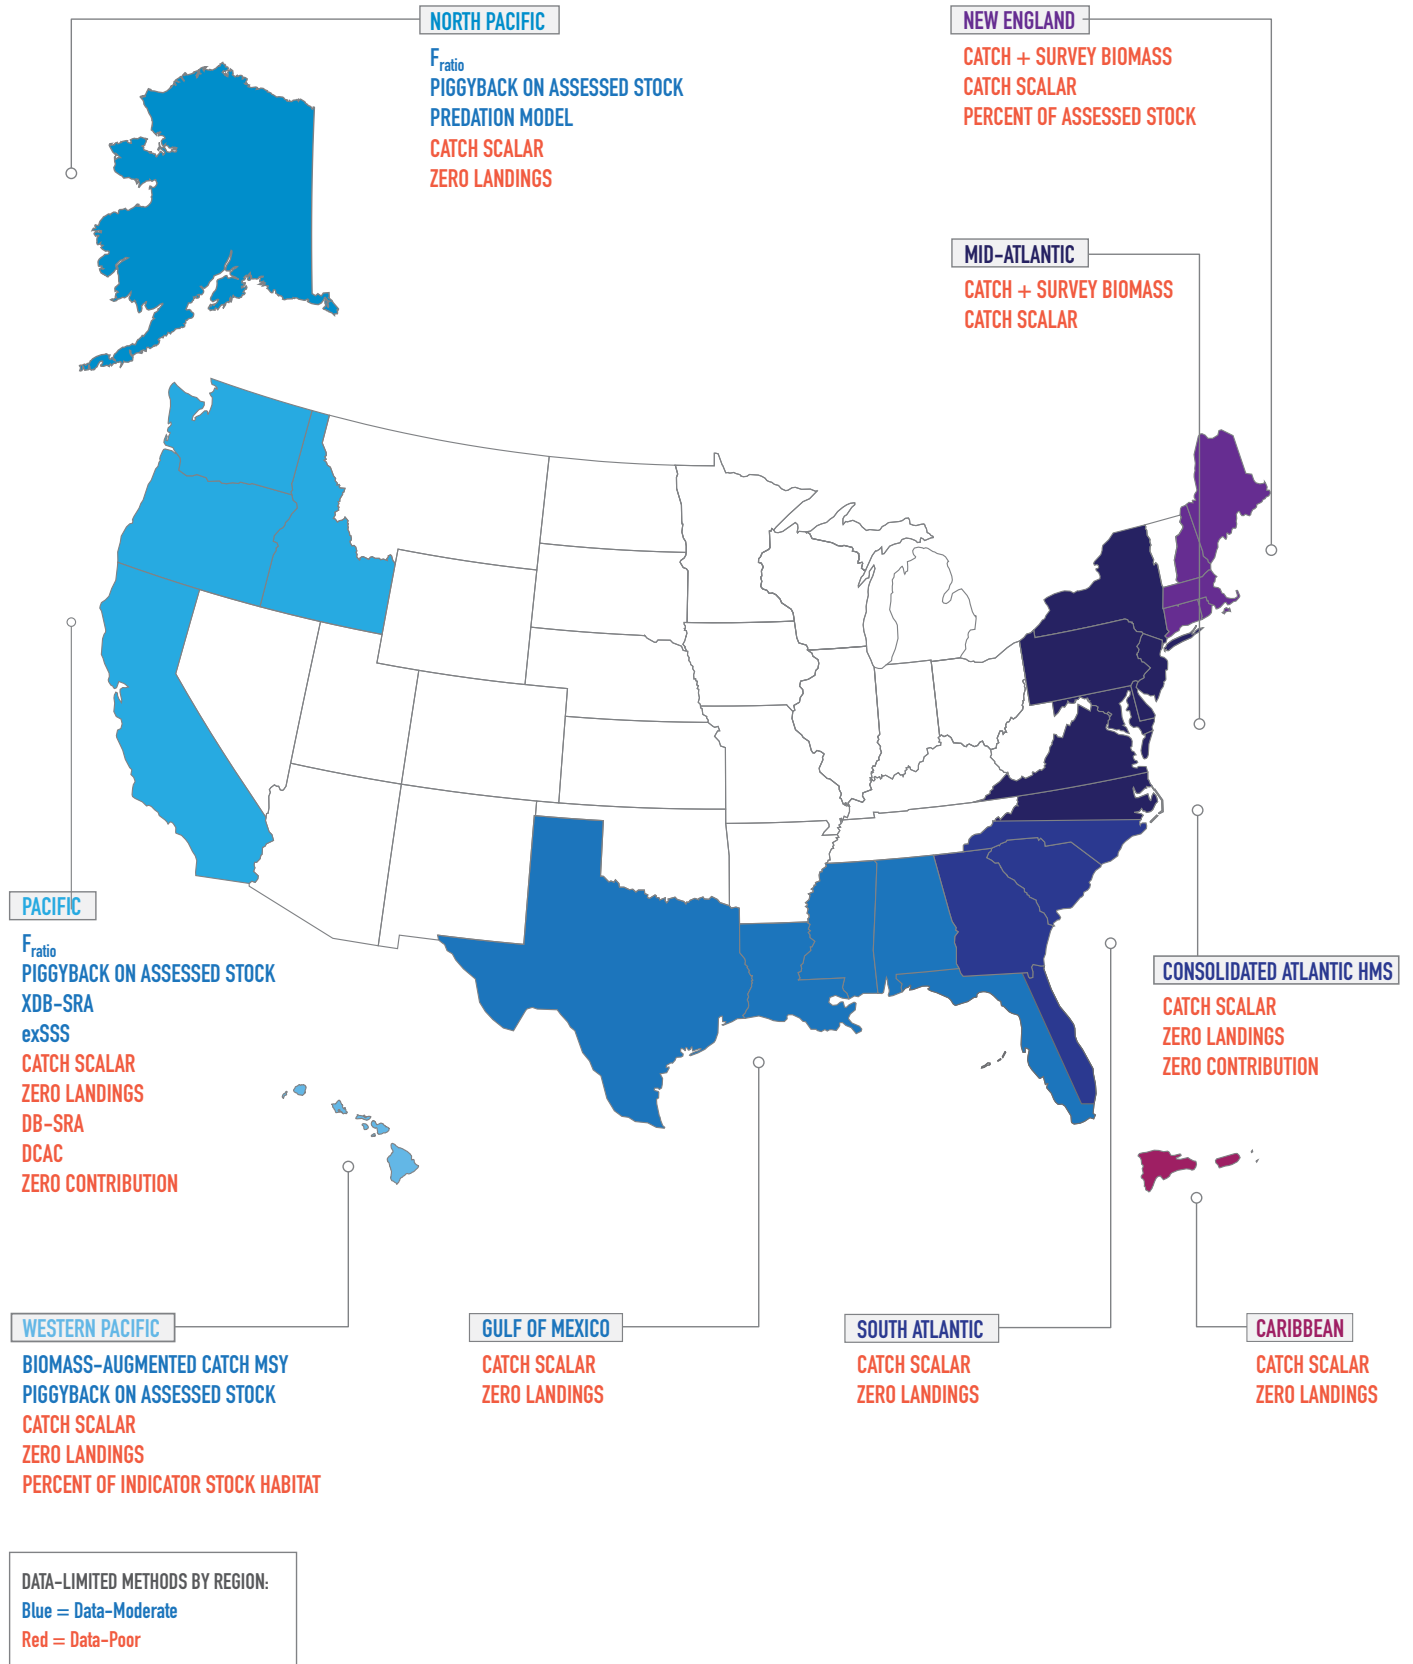 NORTH PACIFIC
Fratio
PIGGYBACK ON ASSESSED STOCK
PREDATION MODEL
CATCH SCALAR
ZERO LANDINGS
NEW ENGLAND
CATCH + SURVEY BIOMASS
CATCH SCALAR
PERCENT OF ASSESSED STOCK
MID-ATLANTIC
CATCH + SURVEY BIOMASS
CATCH SCALAR
PACIFIC
Fratio
PIGGYBACK ON ASSESSED STOCK
XDB-SRA
exSSS
CATCH SCALAR
ZERO LANDINGS
DB-SRA
DCAC
ZERO CONTRIBUTION
CONSOLIDATED ATLANTIC HMS
CATCH SCALAR
ZERO LANDINGS
ZERO CONTRIBUTION
WESTERN PACIFIC
BIOMASS-AUGMENTED CATCH MSY
PIGGYBACK ON ASSESSED STOCK
CATCH SCALAR
ZERO LANDINGS
PERCENT OF INDICATOR STOCK HABITAT
GULF OF MEXICO
CATCH SCALAR
ZERO LANDINGS
SOUTH ATLANTIC
CATCH SCALAR
ZERO LANDINGS
CARIBBEAN
CATCH SCALAR
ZERO LANDINGS
DATA-LIMITED METHODS BY REGION:
Blue = Data-Moderate
Red = Data-Poor